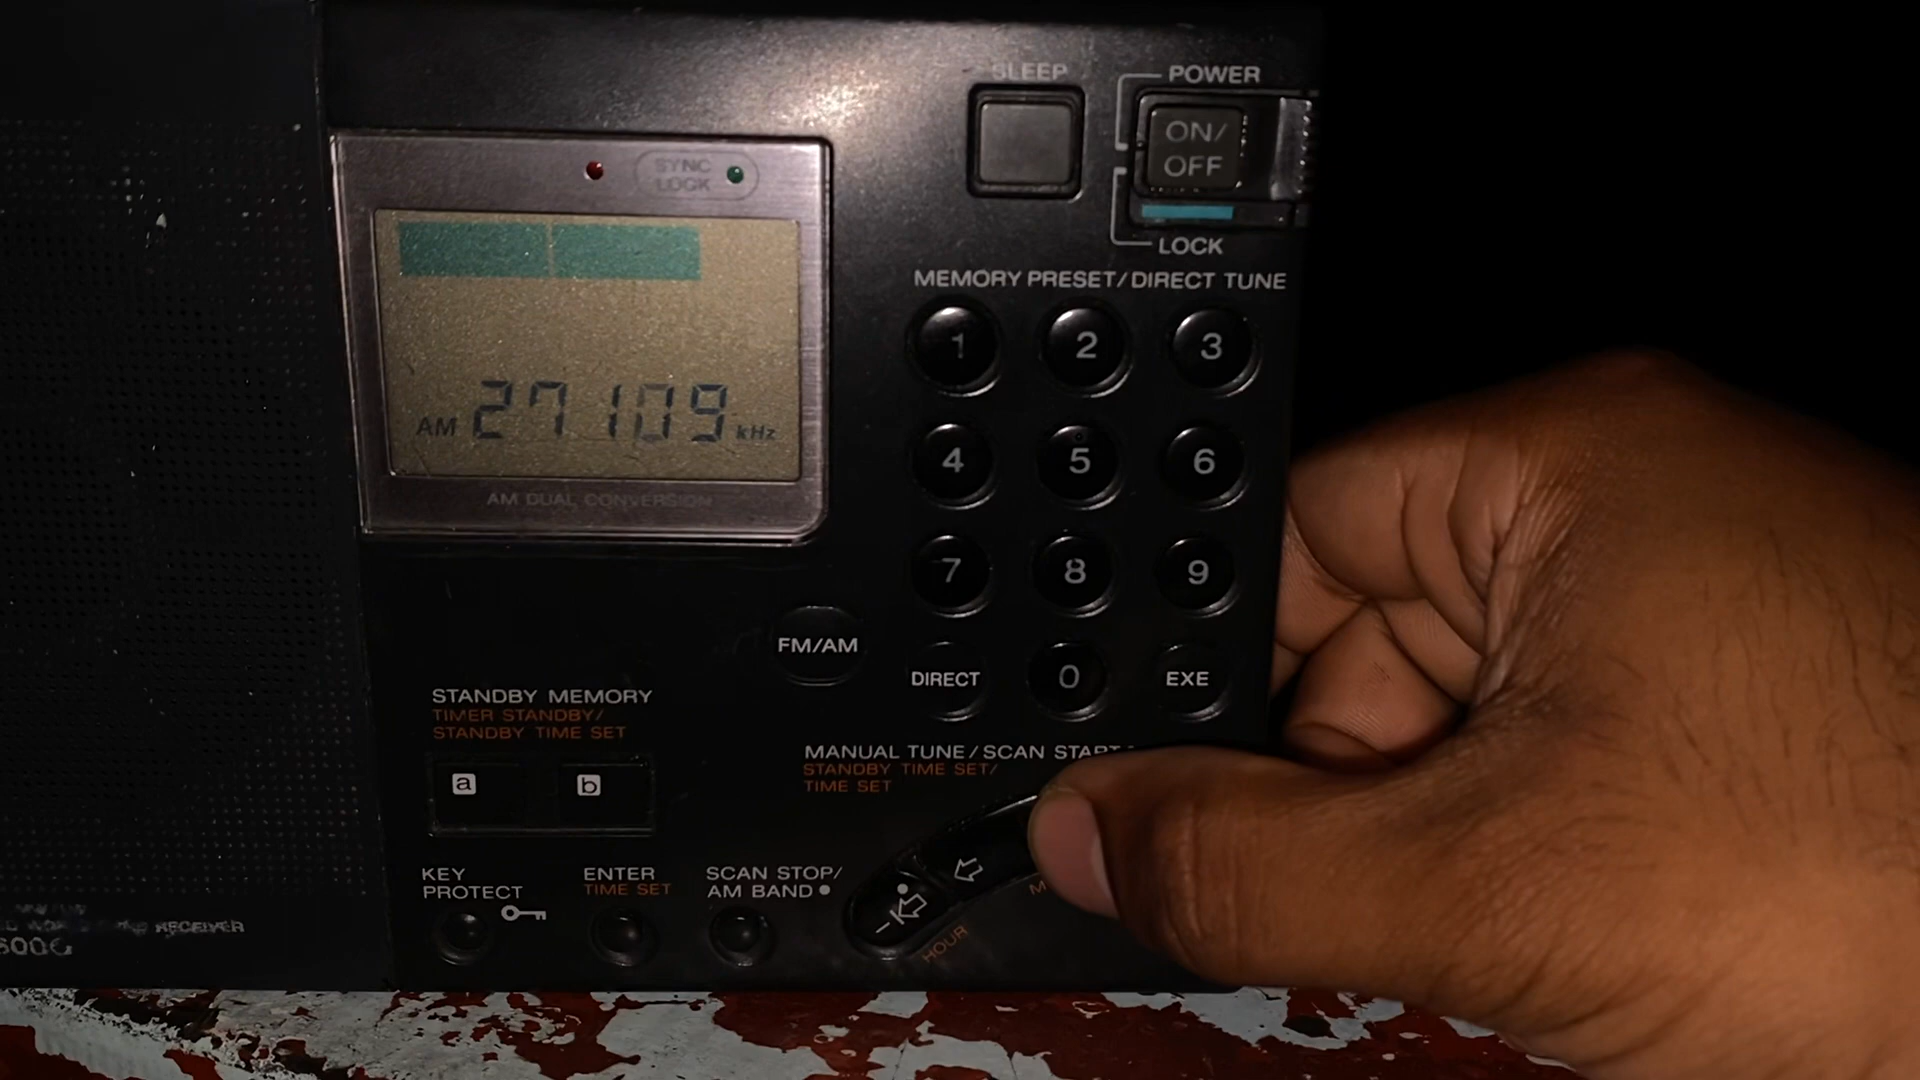 SLEEP
POWER
ON/
OFF
LOCK
SYNC
LOCK
AM 27109 kHz
AM DUAL CONVERSION
MEMORY PRESET/DIRECT TUNE
1 2 3
4 5 6
7 8 9
FM/AM
DIRECT 0 EXE
STANDBY MEMORY
TIMER STANDBY/
STANDBY TIME SET
a b
MANUAL TUNE/SCAN START
STANDBY TIME SET/
TIME SET
KEY
PROTECT
ENTER
TIME SET
SCAN STOP/
AM BAND
HOUR
RECEIVER
600G